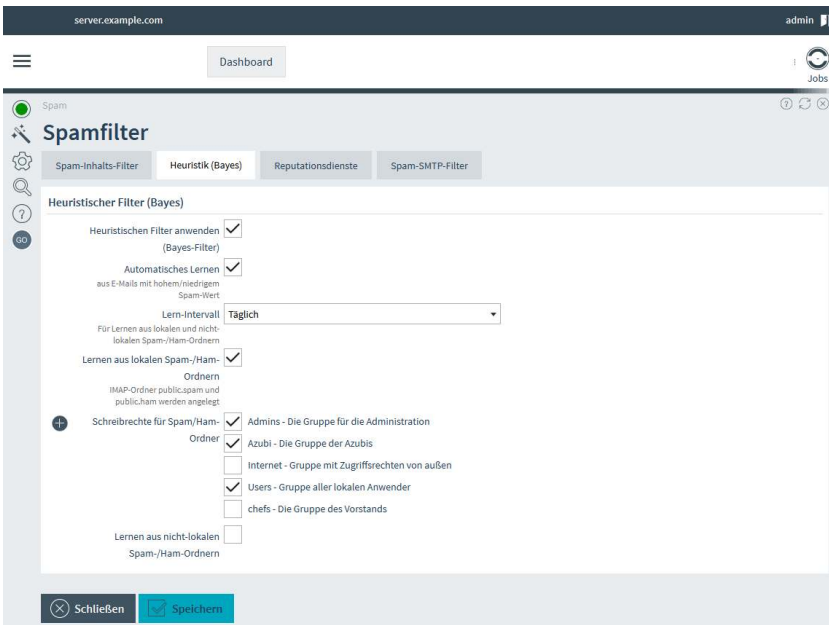 server.example.com
admin
Dashboard
Jobs
Spam
Spamfilter
Spam-Inhalts-Filter
Heuristik (Bayes)
Reputationsdienste
Spam-SMTP-Filter
Heuristischer Filter (Bayes)
Heuristischen Filter anwenden
(Bayes-Filter)
Automatisches Lernen
aus E-Mails mit hohem/niedrigem
Spam-Wert
Lern-Intervall
Täglich
Für Lernen aus lokalen und nicht-
lokalen Spam-/Ham-Ordnern
Lernen aus lokalen Spam-/Ham-
Ordnern
IMAP-Ordner public.spam und
public.ham werden angelegt
Schreibrechte für Spam/Ham-
Ordner
Admins - Die Gruppe für die Administration
Azubi - Die Gruppe der Azubis
Internet - Gruppe mit Zugriffsrechten von außen
Users - Gruppe aller lokalen Anwender
chefs - Die Gruppe des Vorstands
Lernen aus nicht-lokalen
Spam-/Ham-Ordnern
GO
Schließen
Speichern